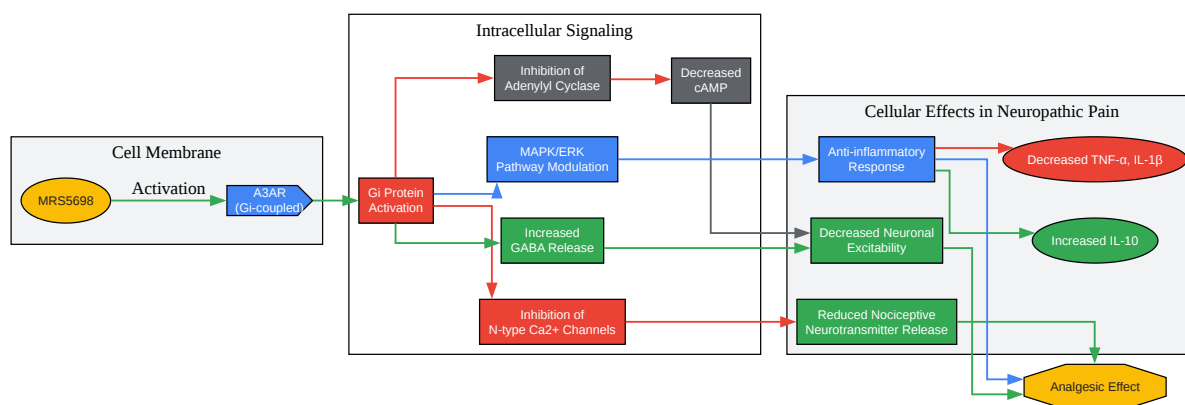 Intracellular Signaling
Inhibition of
Adenylyl Cyclase
Decreased
cAMP
Cellular Effects in Neuropathic Pain
Cell Membrane
MAPK/ERK
Pathway Modulation
Anti-inflammatory
Response
Decreased TNF-α, IL-1β
MRS5698
Activation
A3AR
(Gi-coupled)
Gi Protein
Activation
Increased
GABA Release
Decreased Neuronal
Excitability
Increased IL-10
Inhibition of
N-type Ca2+ Channels
Reduced Nociceptive
Neurotransmitter Release
Analgesic Effect